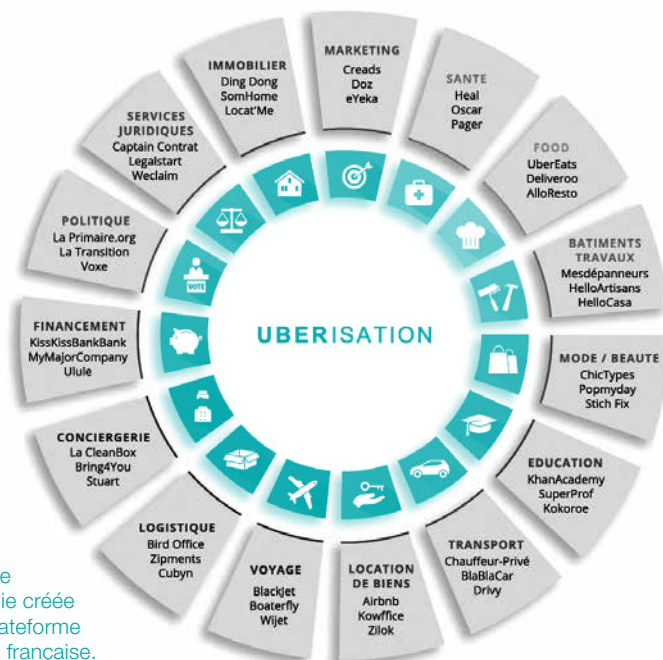 MARKETING
Creads
Doz
eYeka
SANTE
Heal
Oscar
Pager
FOOD
UberEats
Deliveroo
AlloResto
BATIMENTS
TRAVAUX
Mesdépanneurs
HelloArtisans
HelloCasa
MODE / BEAUTE
ChicTypes
Popmyday
Stich Fix
EDUCATION
KhanAcademy
SuperProf
Kokoroe
TRANSPORT
Chauffeur-Privé
BlaBlaCar
Drivy
LOCATION
DE BIENS
Airbnb
Kowffice
Zilok
VOYAGE
BlackJet
Boaterfly
Wijet
LOGISTIQUE
Bird Office
Zipments
Cubyn
CONCIERGERIE
La CleanBox
Bring4You
Stuart
FINANCEMENT
KissKissBankBank
MyMajorCompany
Ulule
POLITIQUE
La Primaire.org
La Transition
Voxe
SERVICES
JURIDIQUES
Captain Contrat
Legalstart
Weclaim
IMMOBILIER
Ding Dong
SomHome
Locat'Me
VOTE
UBERISATION
e
ie créée
ateforme
francaise.